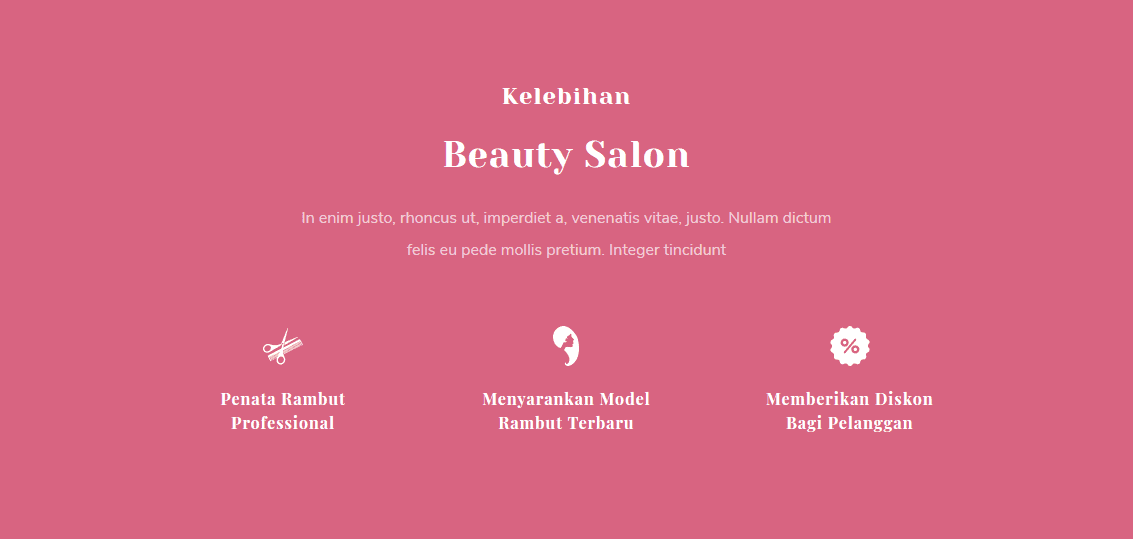 Kelebihan
Beauty Salon
In enim justo, rhoncus ut, imperdiet a, venenatis vitae, justo. Nullam dictum
felis eu pede mollis pretium. Integer tincidunt
%
Penata Rambut
Professional
Menyarankan Model
Rambut Terbaru
Memberikan Diskon
Bagi Pelanggan